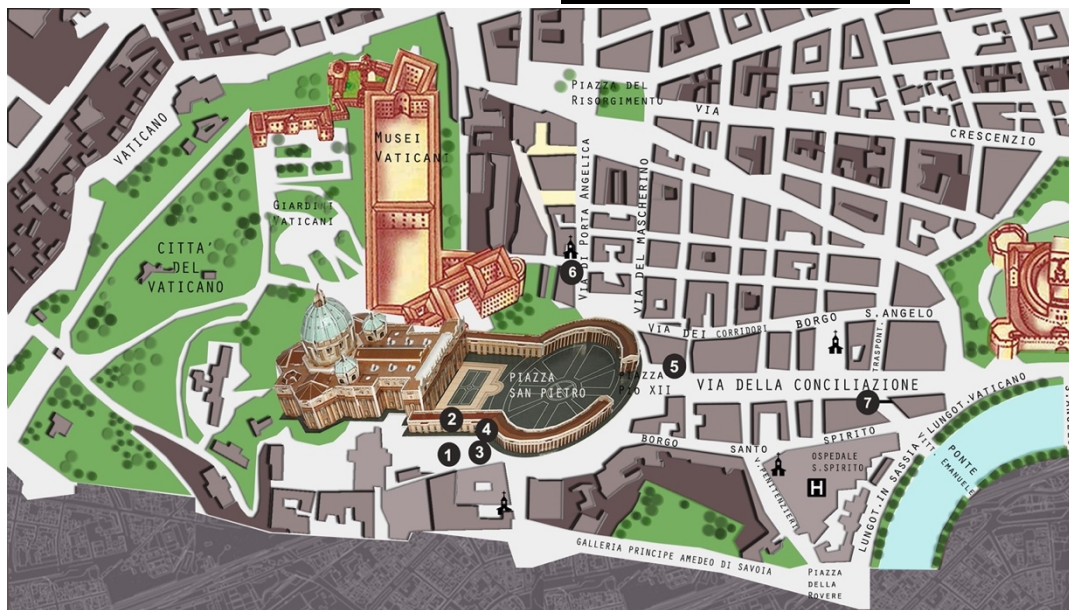 PIAZZA DEL
RISORGIMENTO
VIA
CRESCENZIO
VATICANO
MUSEI
VATICANI
VIA DI PORTA ANGELICA
VIA DEL MASCHERINO
GIARDINI
VATICANI
CITTA'
DEL
VATICANO
6
VIA DEI CORRIDORI
BORGO
S.ANGELO
TRASPONT.
PIAZZA
SAN PIETRO
5
PIAZZA
PIO XII
VIA DELLA CONCILIAZIONE
7
LUNGOT.VATICANO
2
4
1
3
BORGO
SANTO
SPIRITO
V.PENITENZIERI
OSPEDALE
S.SPIRITO
H
LUNGOT.IN SASSIA
PONTE
VITT. EMANUELE
GALLERIA PRINCIPE AMEDEO DI SAVOIA
PIAZZA
DELLA
ROVERE